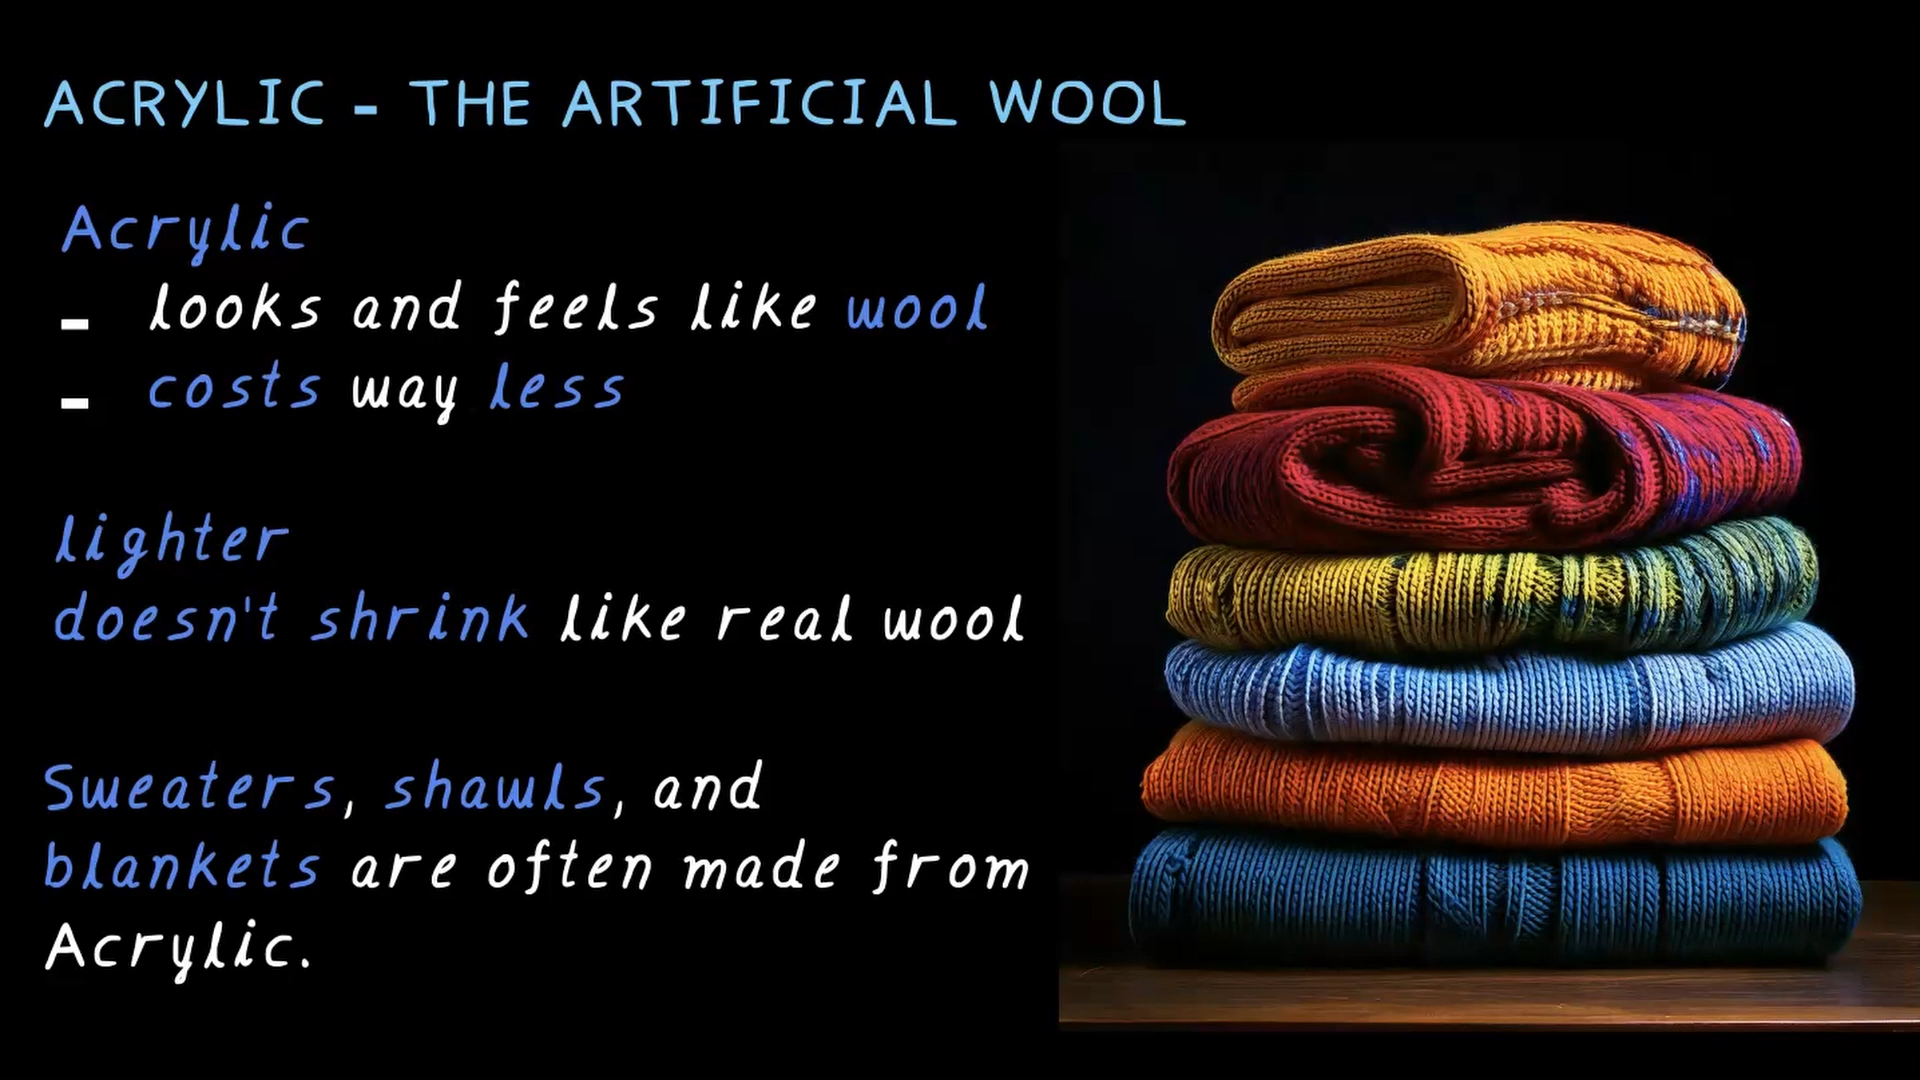 ACRYLIC - THE ARTIFICIAL WOOL
Acrylic
- looks and feels like wool
- costs way less
lighter
doesn't shrink like real wool
Sweaters, shawls, and
blankets are often made from
Acrylic.